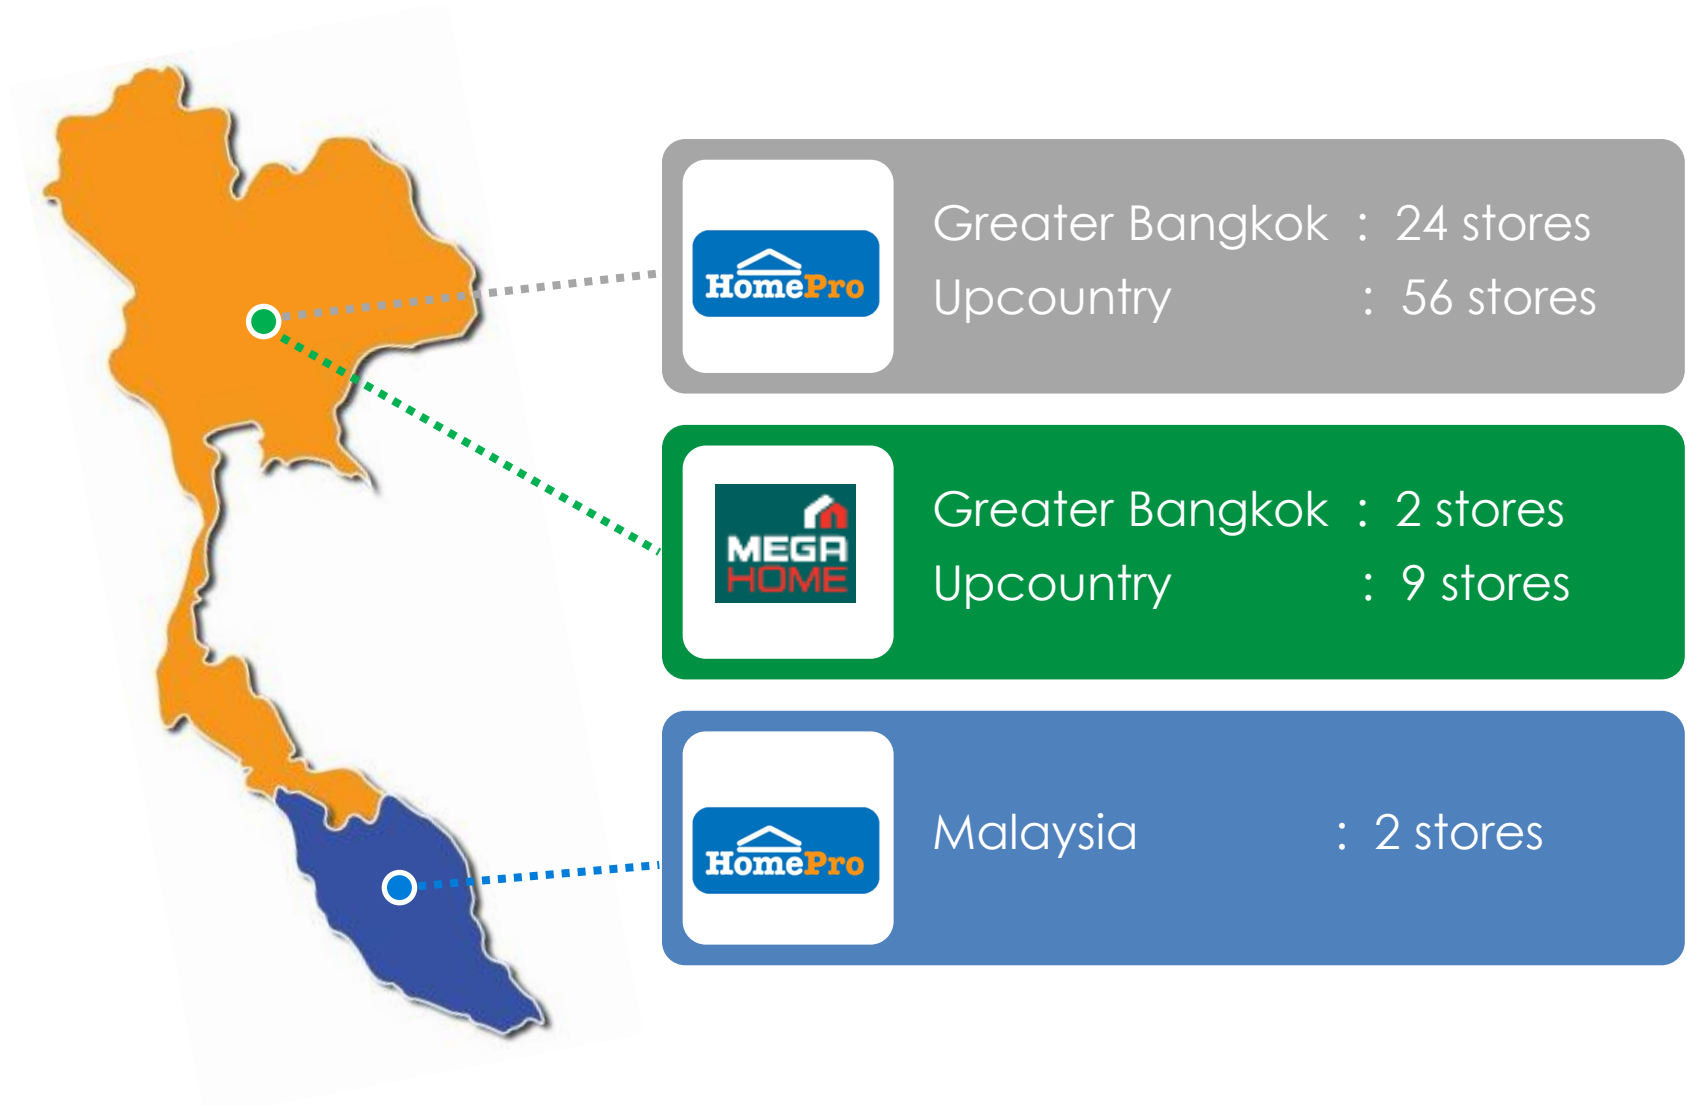 HomePro
Greater Bangkok : 24 stores
Upcountry : 56 stores
MEGA
HOME
Greater Bangkok : 2 stores
Upcountry : 9 stores
HomePro
Malaysia : 2 stores